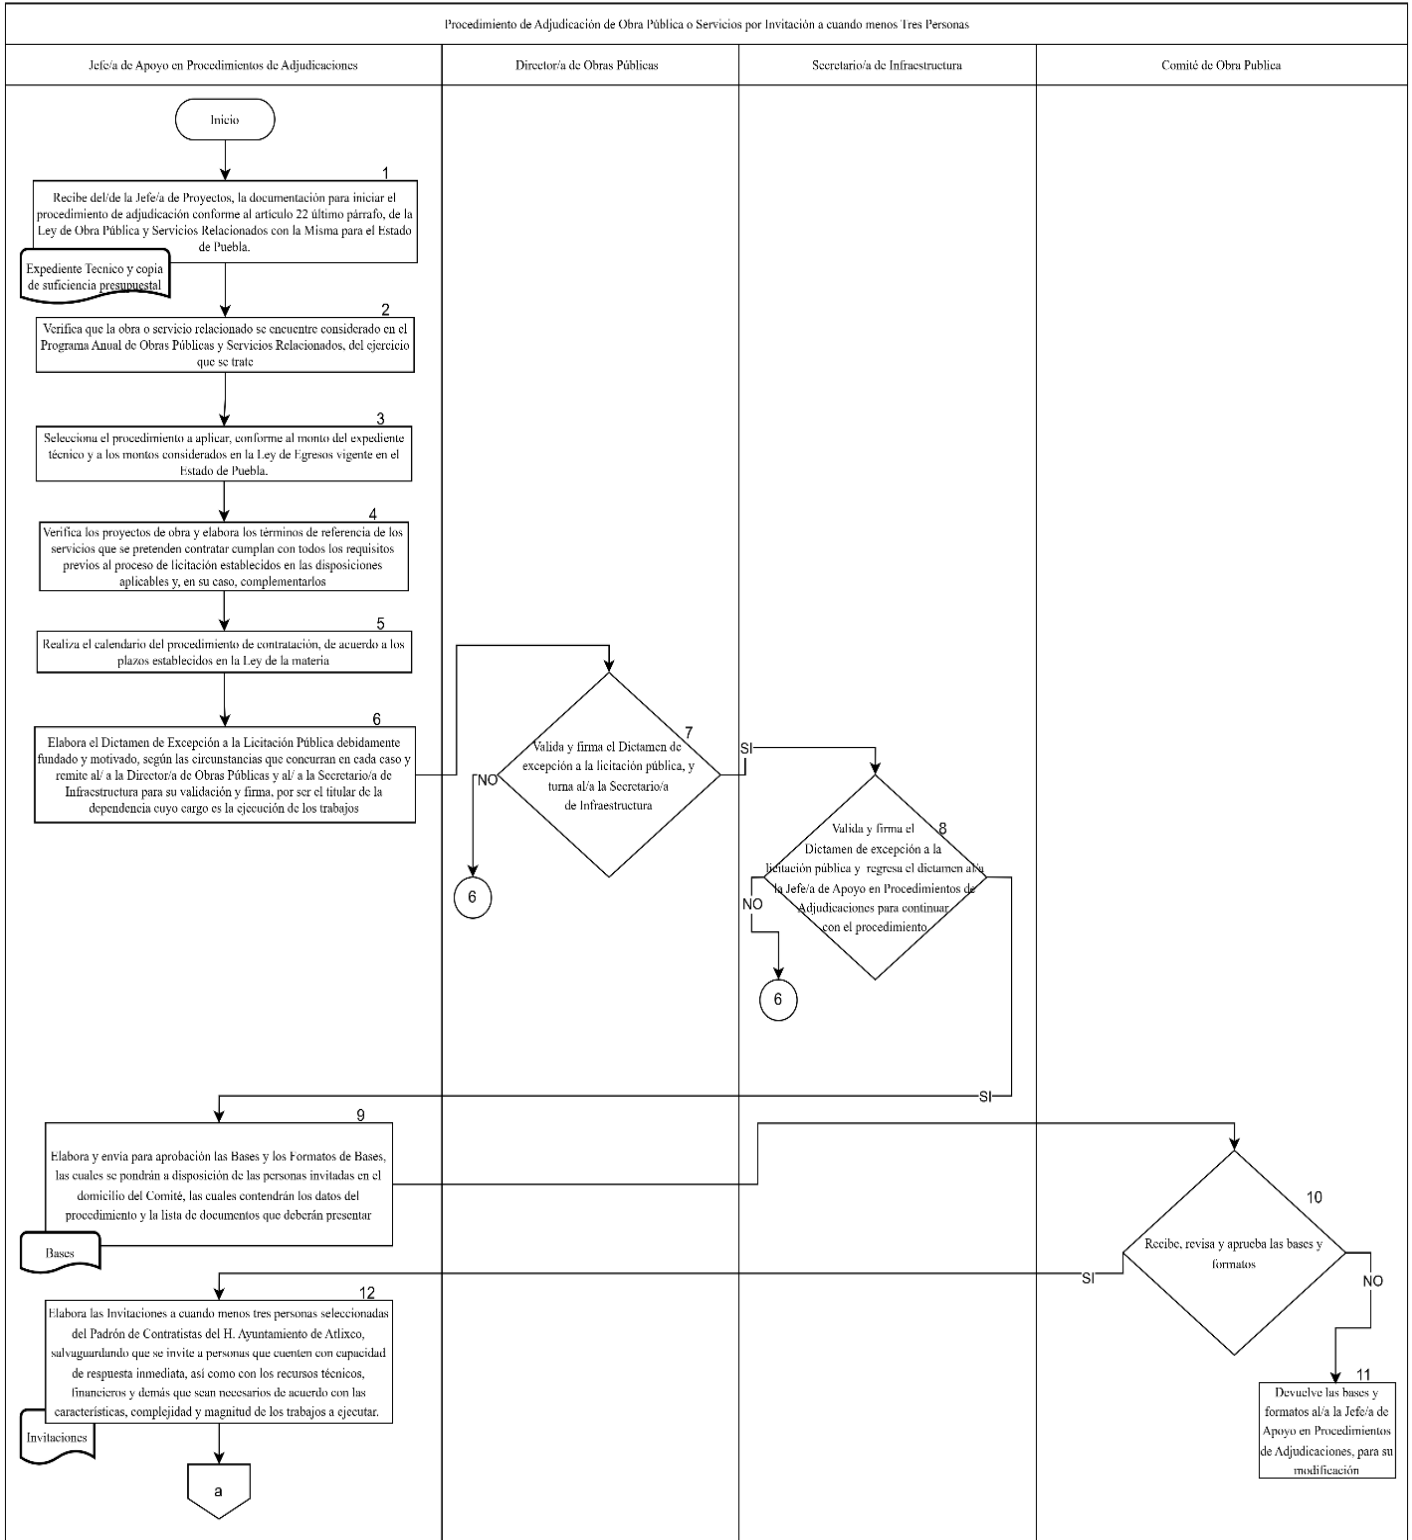 Procedimiento de Adjudicación de Obra Pública o Servicios por Invitación a cuando menos Tres Personas
Jefe/a de Apoyo en Procedimientos de Adjudicaciones
Director/a de Obras Públicas
Secretario/a de Infraestructura
Comité de Obra Publica
Inicio
1
Recibe del/de la Jefe/a de Proyectos, la documentación para iniciar el
procedimiento de adjudicación conforme al artículo 22 último párrafo, de la
Ley de Obra Pública y Servicios Relacionados con la Misma para el Estado
de Puebla.
Expediente Tecnico y copia
de suficiencia presupuestal
2
Verifica que la obra o servicio relacionado se encuentre considerado en el
Programa Anual de Obras Públicas y Servicios Relacionados, del ejercicio
que se trate
3
Selecciona el procedimiento a aplicar, conforme al monto del expediente
técnico y a los montos considerados en la Ley de Egresos vigente en el
Estado de Puebla.
4
Verifica los proyectos de obra y elabora los términos de referencia de los
servicios que se pretenden contratar cumplan con todos los requisitos
previos al proceso de licitación establecidos en las disposiciones
aplicables y, en su caso, complementarlos
5
Realiza el calendario del procedimiento de contratación, de acuerdo a los
plazos establecidos en la Ley de la materia
6
Elabora el Dictamen de Excepción a la Licitación Pública debidamente
fundado y motivado, según las circunstancias que concurran en cada caso y
remite al/ a la Director/a de Obras Públicas y al/ a la Secretario/a de
Infraestructura para su validación y firma, por ser el titular de la
dependencia cuyo cargo es la ejecución de los trabajos
7
Valida y firma el Dictamen de
excepción a la licitación pública, y
turna al/a la Secretario/a
de Infraestructura
NO
6
SI
8
Valida y firma el
Dictamen de excepción a la
licitación pública y regresa el dictamen al/a
la Jefe/a de Apoyo en Procedimientos de
Adjudicaciones para continuar
con el procedimiento
NO
6
SI
9
Elabora y envía para aprobación las Bases y los Formatos de Bases,
las cuales se pondrán a disposición de las personas invitadas en el
domicilio del Comité, las cuales contendrán los datos del
procedimiento y la lista de documentos que deberán presentar
Bases
10
Recibe, revisa y aprueba las bases y
formatos
SI
NO
11
Devuelve las bases y
formatos al/a la Jefe/a de
Apoyo en Procedimientos
de Adjudicaciones, para su
modificación
12
Elabora las Invitaciones a cuando menos tres personas seleccionadas
del Padrón de Contratistas del H. Ayuntamiento de Atlixco,
salvaguardando que se invite a personas que cuenten con capacidad
de respuesta inmediata, así como con los recursos técnicos,
financieros y demás que sean necesarios de acuerdo con las
características, complejidad y magnitud de los trabajos a ejecutar.
Invitaciones
a